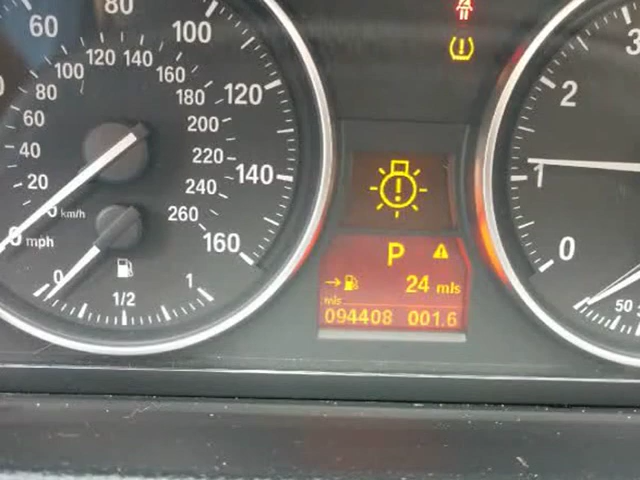 60 80 100 120 140 160
20 40 60 80 100 120 140 160 180 200 220 240 260
km/h
0 mph
0 1/2 1
P
24 mls
mls
094408 001.6
0 1 2 3
50